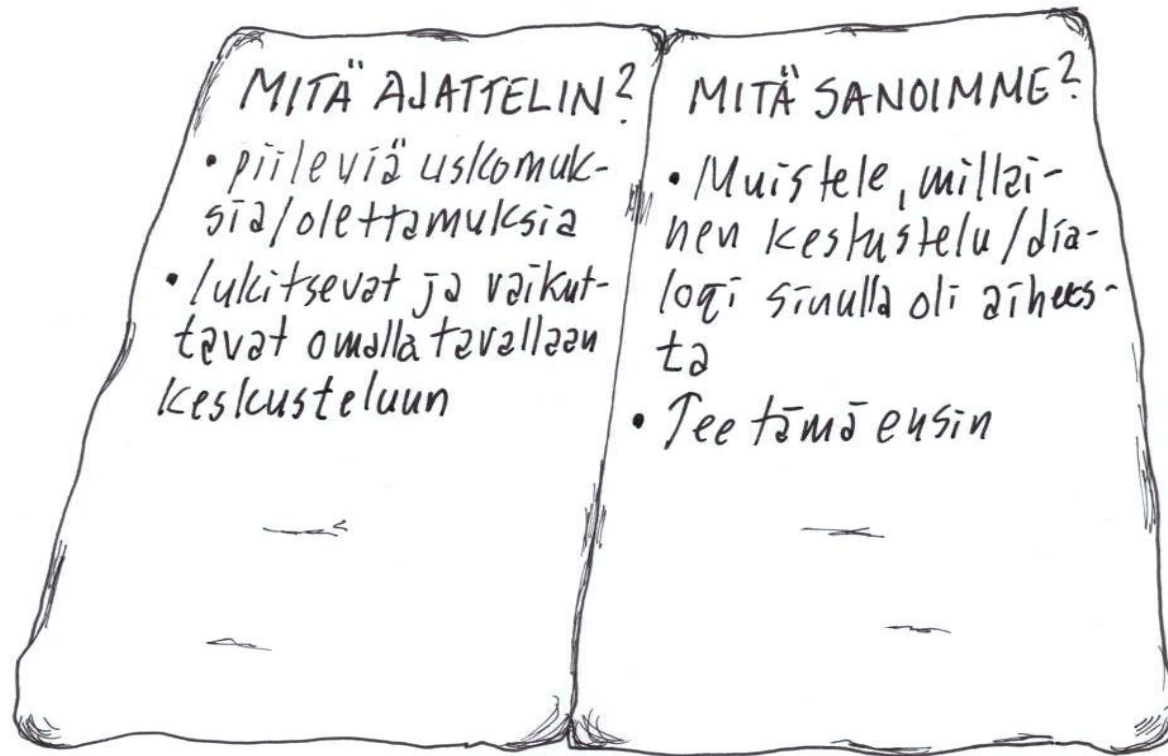 MITÄ AJATTELIN?
• piileviä uskomuk-
sia/olettamuksia
• lukitsevat ja vaikut-
tavat omalla tavallaan
keskusteluun
MITÄ SANOIMME?
• Muistele, millai-
nen keskustelu/dia-
logi sinulla oli aihees-
ta
• Tee tämä ensin